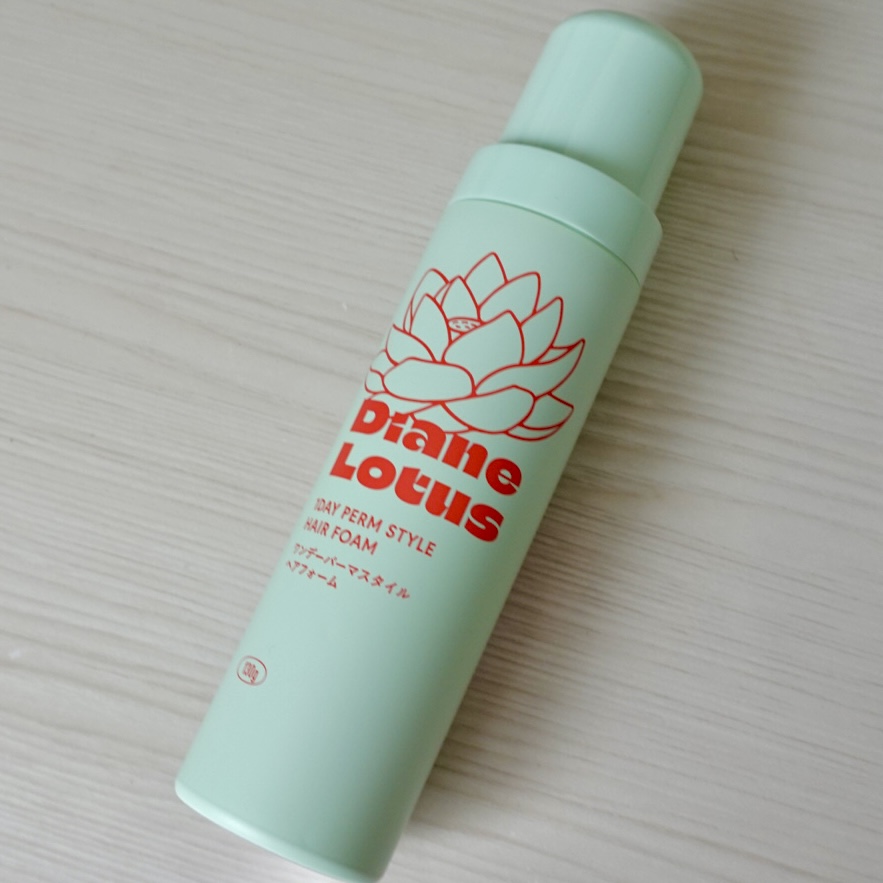 Diane
Lotus
1DAY PERM STYLE
HAIR FOAM
ワンデーパーマスタイル
ヘアフォーム
130g